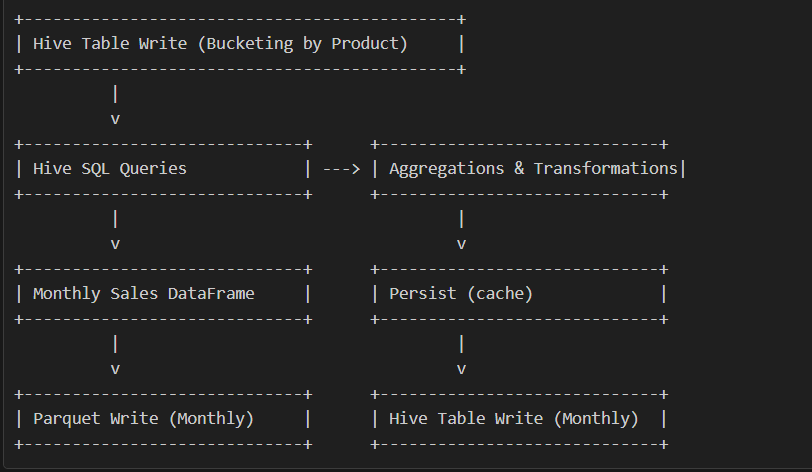 +---------------------------------------------+
| Hive Table Write (Bucketing by Product)     |
+---------------------------------------------+
          |
          v
+-----------------------------+      +-----------------------------+
| Hive SQL Queries            | ---> | Aggregations & Transformations|
+-----------------------------+      +-----------------------------+
          |                                   |
          v                                   v
+-----------------------------+      +-----------------------------+
| Monthly Sales DataFrame     |      | Persist (cache)             |
+-----------------------------+      +-----------------------------+
          |                                   |
          v                                   v
+-----------------------------+      +-----------------------------+
| Parquet Write (Monthly)     |      | Hive Table Write (Monthly)  |
+-----------------------------+      +-----------------------------+